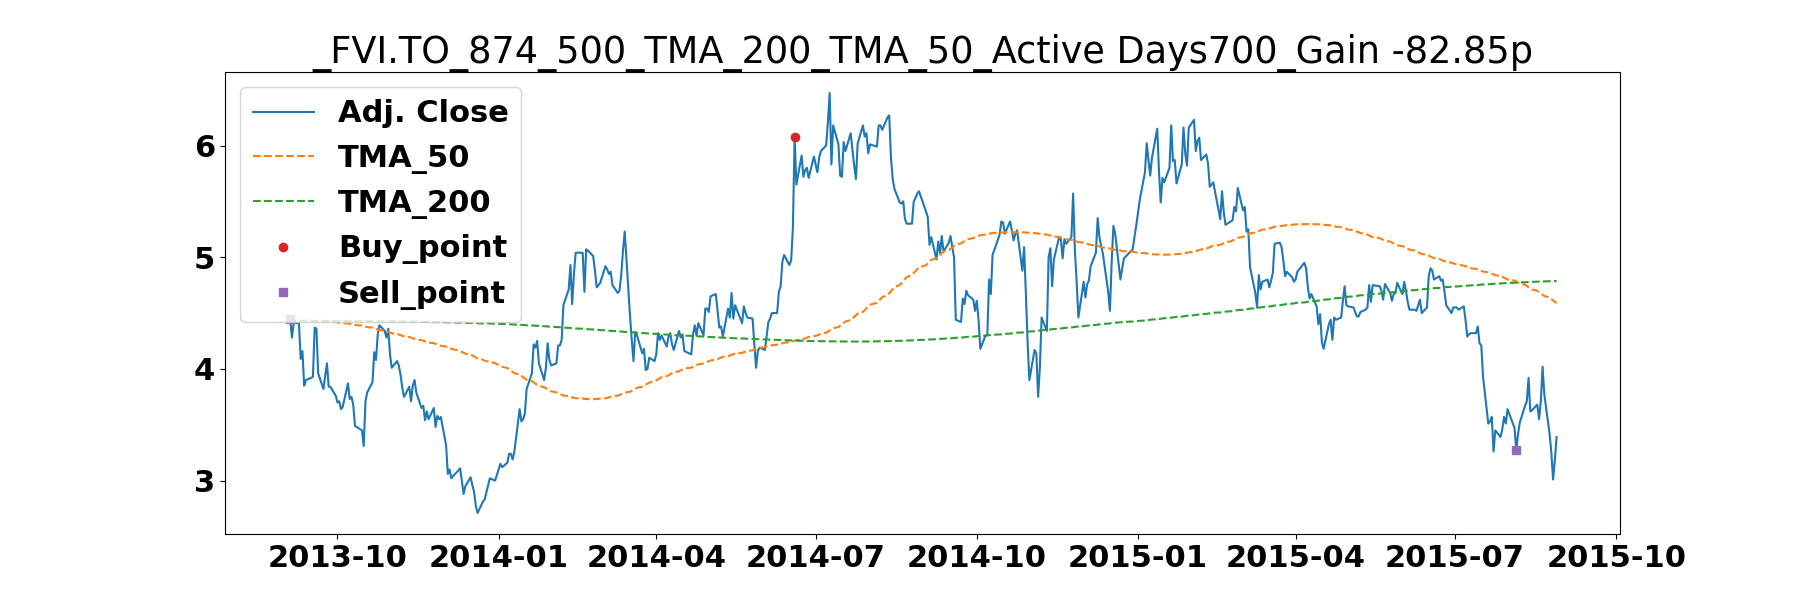 _FVI.TO_874_500_TMA_200_TMA_50_Active Days700_Gain -82.85p
Adj. Close
TMA_50
TMA_200
Buy_point
Sell_point
6
5
4
3
2013-10 2014-01 2014-04 2014-07 2014-10 2015-01 2015-04 2015-07 2015-10